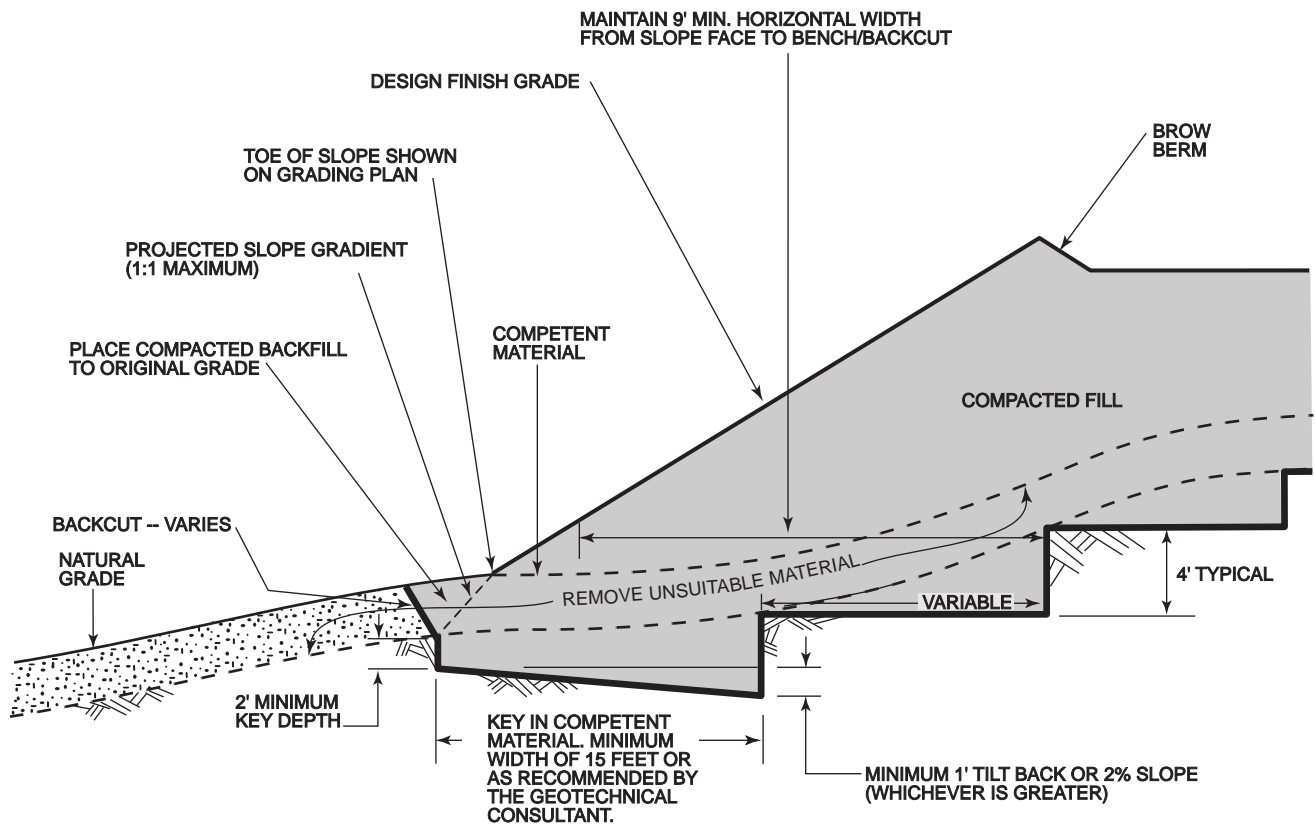 MAINTAIN 9' MIN. HORIZONTAL WIDTH
FROM SLOPE FACE TO BENCH/BACKCUT
DESIGN FINISH GRADE
BROW
BERM
TOE OF SLOPE SHOWN
ON GRADING PLAN
PROJECTED SLOPE GRADIENT
(1:1 MAXIMUM)
COMPETENT
MATERIAL
PLACE COMPACTED BACKFILL
TO ORIGINAL GRADE
COMPACTED FILL
BACKCUT -- VARIES
NATURAL
GRADE
REMOVE UNSUITABLE MATERIAL
VARIABLE
4' TYPICAL
2' MINIMUM
KEY DEPTH
KEY IN COMPETENT
MATERIAL. MINIMUM
WIDTH OF 15 FEET OR
AS RECOMMENDED BY
THE GEOTECHNICAL
CONSULTANT.
MINIMUM 1' TILT BACK OR 2% SLOPE
(WHICHEVER IS GREATER)